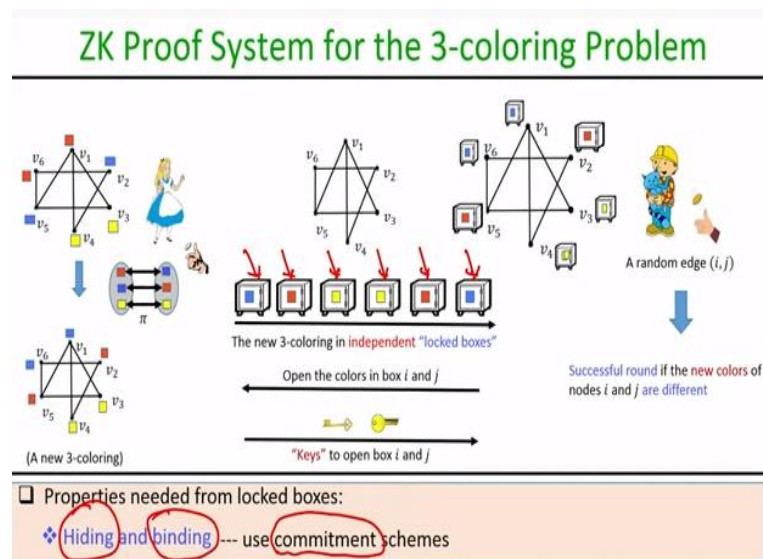 ZK Proof System for the 3-coloring Problem
v1
v6
v2
v3
v5
v4
π
v1
v6
v2
v3
v5
v4
(A new 3-coloring)
v1
v6
v2
v3
v5
v4
The new 3-coloring in independent "locked boxes"
Open the colors in box i and j
"Keys" to open box i and j
v1
v6
v2
v3
v5
v4
A random edge (i, j)
Successful round if the new colors of
nodes i and j are different
Properties needed from locked boxes:
Hiding and binding --- use commitment schemes